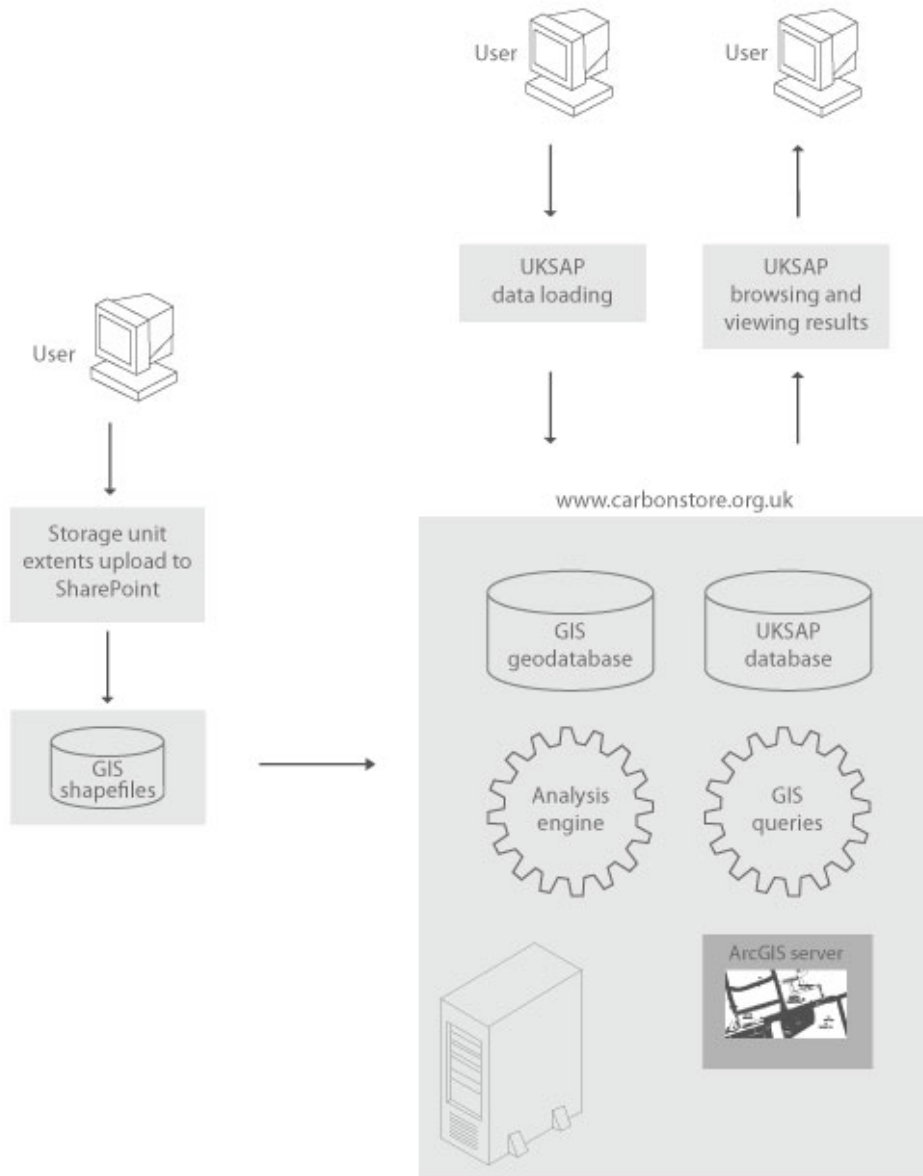 User
User
UKSAP
data loading
UKSAP
browsing and
viewing results
User
Storage unit
extents upload to
SharePoint
GIS
shapefiles
www.carbonstore.org.uk
GIS
geodatabase
UKSAP
database
Analysis
engine
GIS
queries
ArcGIS server